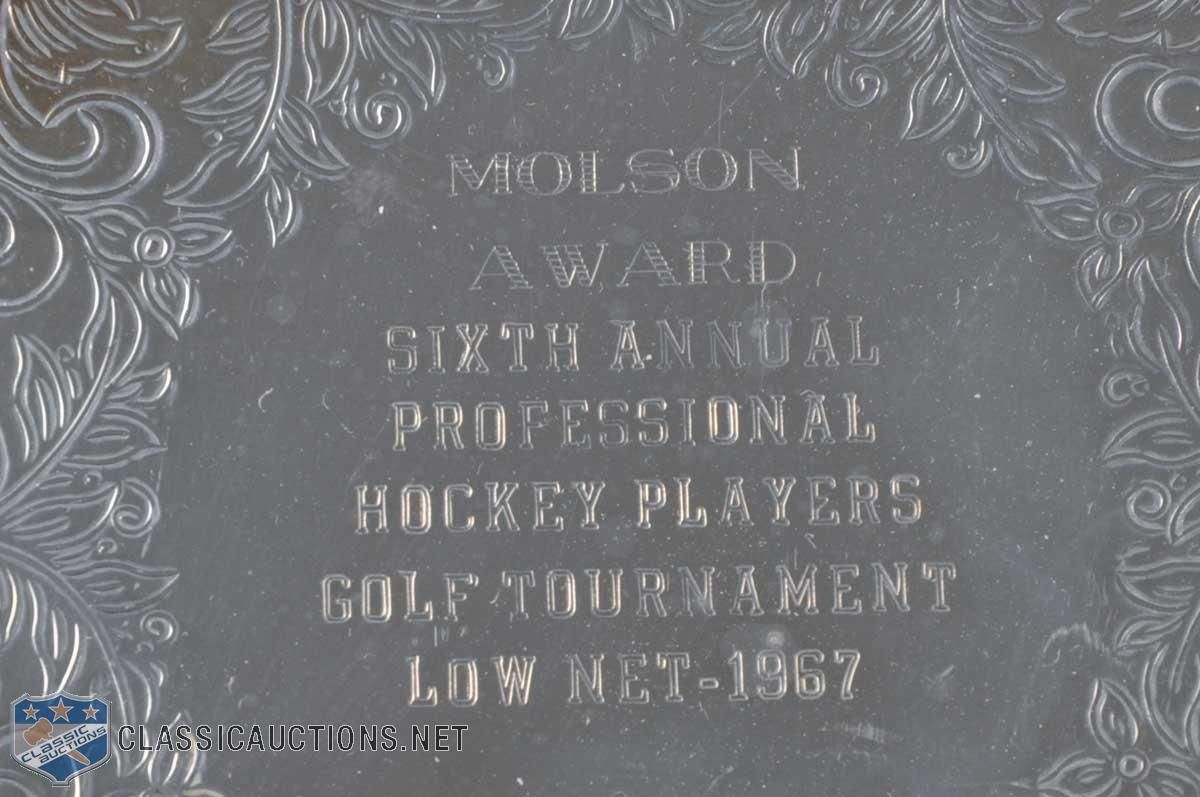 MOLSON
AWARD
SIXTH ANNUAL
PROFESSIONAL
HOCKEY PLAYERS
GOLF TOURNAMENT
LOW NET-1967
CLASSIC
AUCTIONS
CLASSICAUCTIONS.NET